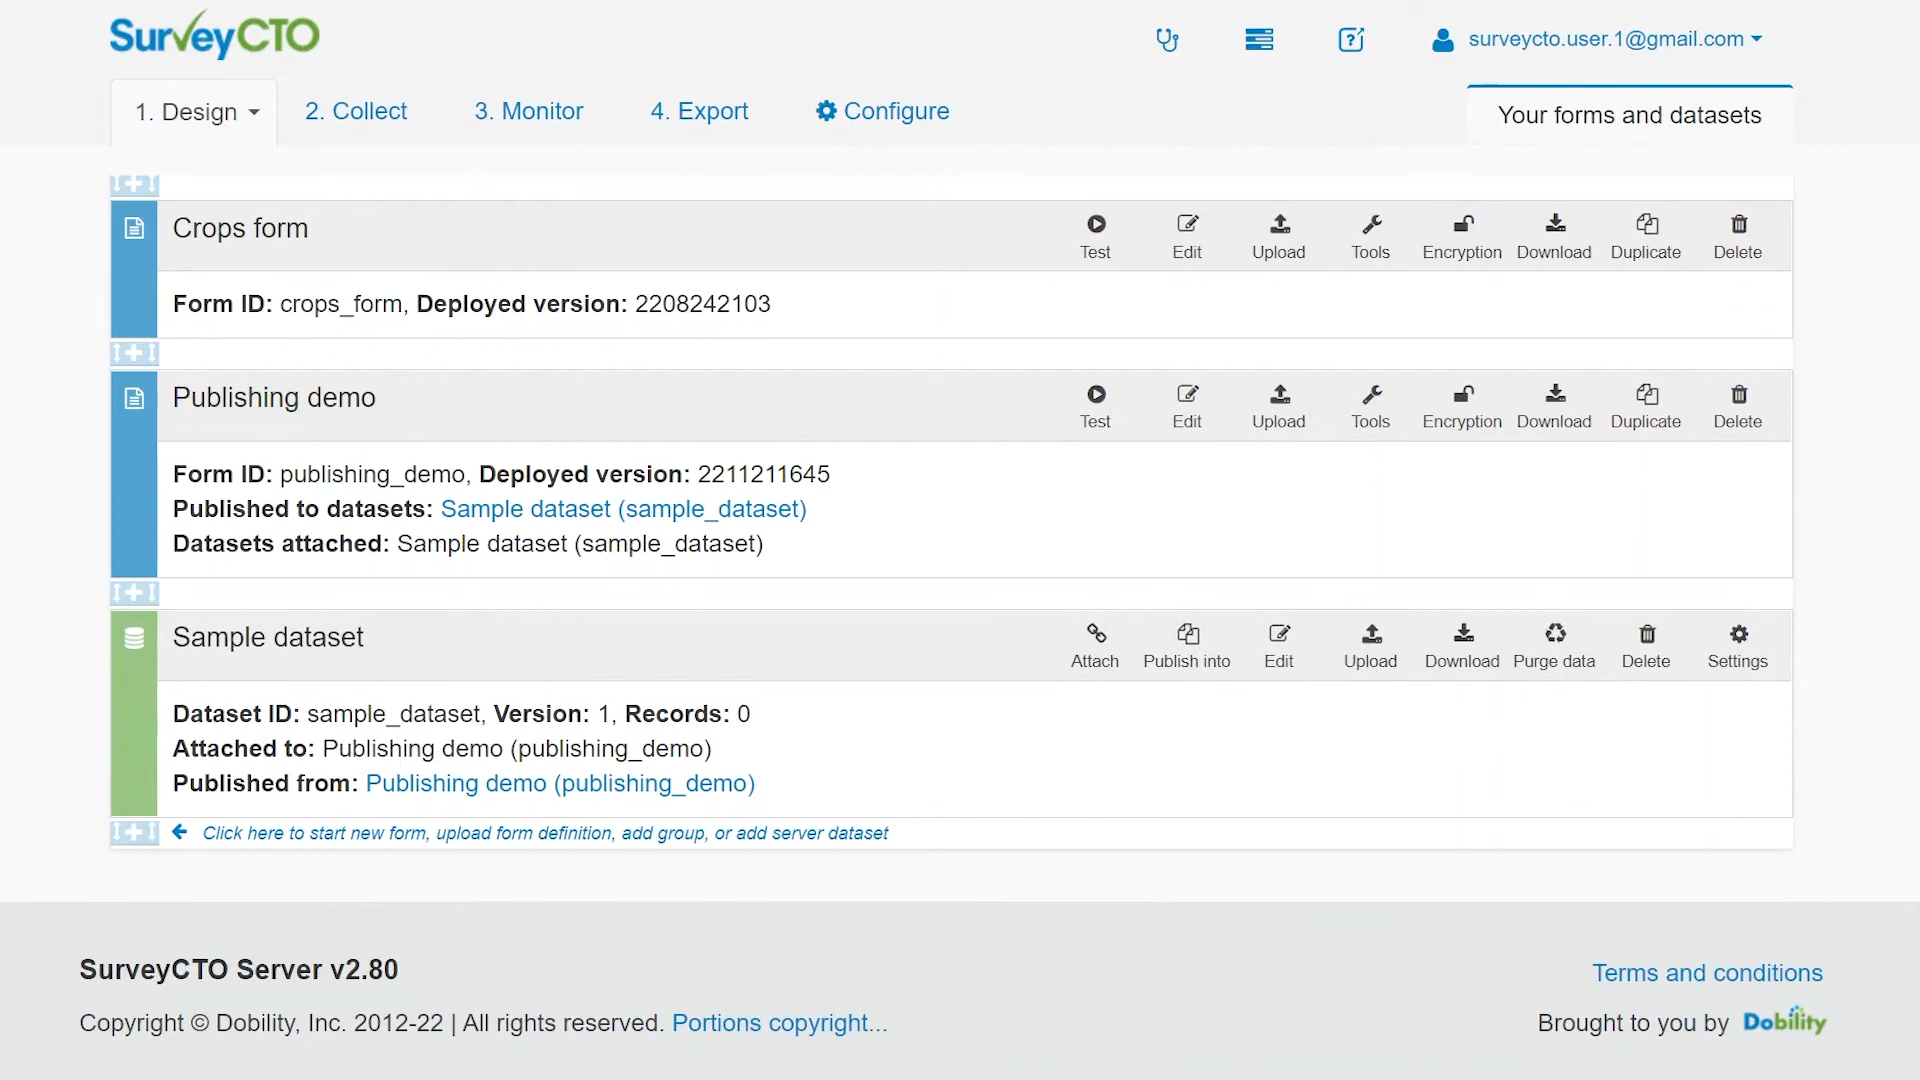 SurveyCTO
surveycto.user.1@gmail.com
1. Design
2. Collect
3. Monitor
4. Export
Configure
Your forms and datasets
Crops form
Test
Edit
Upload
Tools
Encryption
Download
Duplicate
Delete
Form ID: crops_form, Deployed version: 2208242103
Publishing demo
Test
Edit
Upload
Tools
Encryption
Download
Duplicate
Delete
Form ID: publishing_demo, Deployed version: 2211211645
Published to datasets: Sample dataset (sample_dataset)
Datasets attached: Sample dataset (sample_dataset)
Sample dataset
Attach
Publish into
Edit
Upload
Download
Purge data
Delete
Settings
Dataset ID: sample_dataset, Version: 1, Records: 0
Attached to: Publishing demo (publishing_demo)
Published from: Publishing demo (publishing_demo)
Click here to start new form, upload form definition, add group, or add server dataset
SurveyCTO Server v2.80
Terms and conditions
Copyright © Dobility, Inc. 2012-22 | All rights reserved. Portions copyright...
Brought to you by Dobility